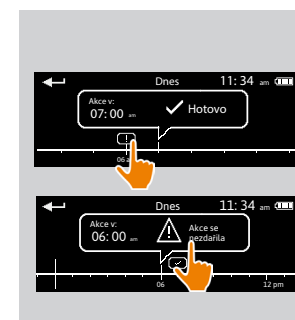 Dnes 11:34 am
Akce v:
07:00 am
Hotovo
06
Dnes 11:34 am
Akce v:
06:00 am
Akce se
nezdařila
06 12 pm